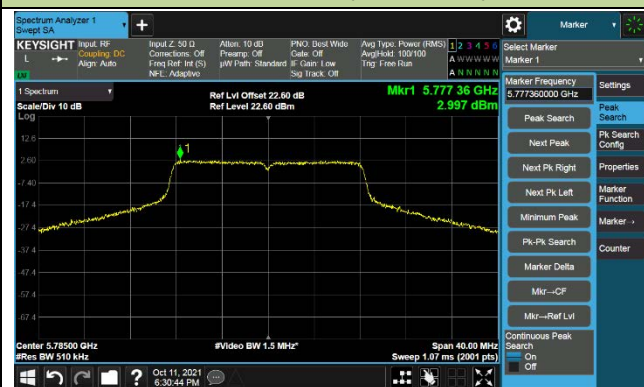 Spectrum Analyzer 1
Swept SA
+
Marker
KEYSIGHT
L
Input: RF
Coupling: DC
Align: Auto
Input Z: 50 Ω
Corrections: Off
Freq Ref: Int (S)
NFE: Adaptive
Atten: 10 dB
Preamp: Off
µW Path: Standard
PNO: Best Wide
Gate: Off
IF Gain: Low
Sig Track: Off
Avg Type: Power (RMS)
Avg|Hold: 100/100
Trig: Free Run
1 2 3 4 5 6
A W W W W W
A N N N N N
Select Marker
Marker 1
1 Spectrum
Scale/Div 10 dB
Log
Ref Lvl Offset 22.60 dB
Ref Level 22.60 dBm
Mkr1 5.777 36 GHz
2.997 dBm
12.6
2.60
-7.40
-17.4
-27.4
-37.4
-47.4
-57.4
-67.4
1
Center 5.78500 GHz
#Res BW 510 kHz
#Video BW 1.5 MHz*
Span 40.00 MHz
Sweep 1.07 ms (2001 pts)
Marker Frequency
5.777360000 GHz
Peak Search
Next Peak
Next Pk Right
Next Pk Left
Minimum Peak
Pk-Pk Search
Marker Delta
Mkr→CF
Mkr→Ref Lvl
Continuous Peak
Search
On
Off
Settings
Peak
Search
Pk Search
Config
Properties
Marker
Function
Marker→
Counter
?
Oct 11, 2021
6:30:44 PM